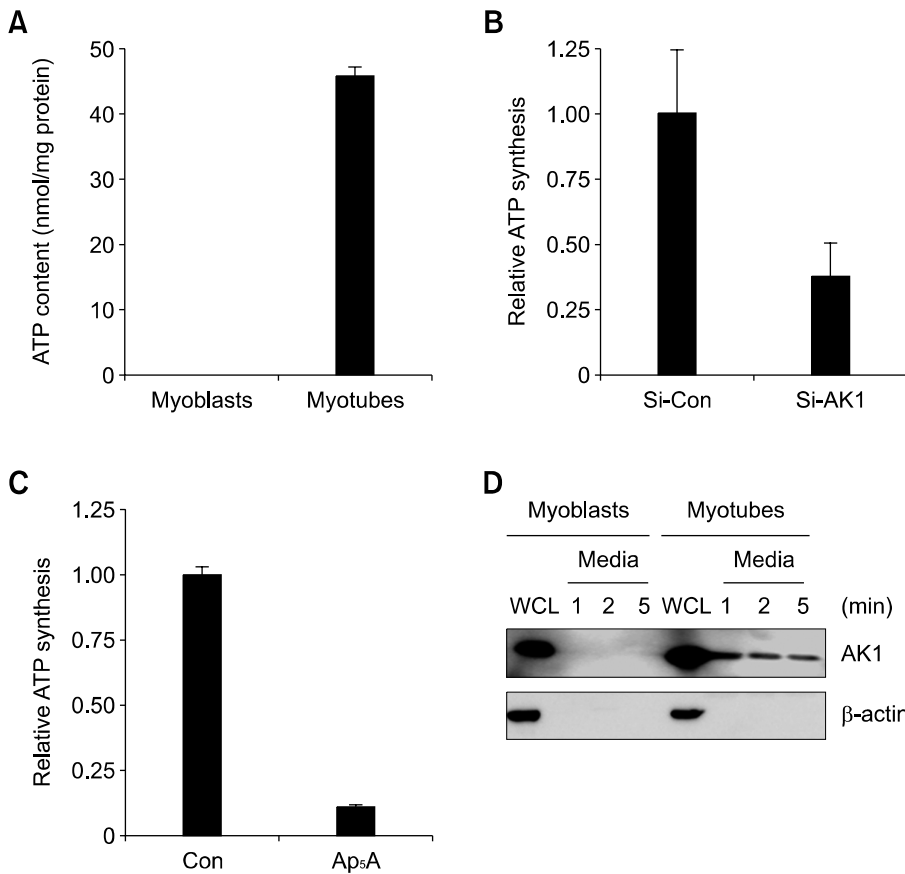 A
ATP content (nmol/mg protein)
50
40
30
20
10
0
Myoblasts Myotubes
B
Relative ATP synthesis
1.25
1.00
0.75
0.50
0.25
0
Si-Con Si-AK1
C
Relative ATP synthesis
1.25
1.00
0.75
0.50
0.25
0
Con Ap₅A
D
Myoblasts Myotubes
Media Media
WCL 1 2 5 WCL 1 2 5 (min)
AK1
β-actin